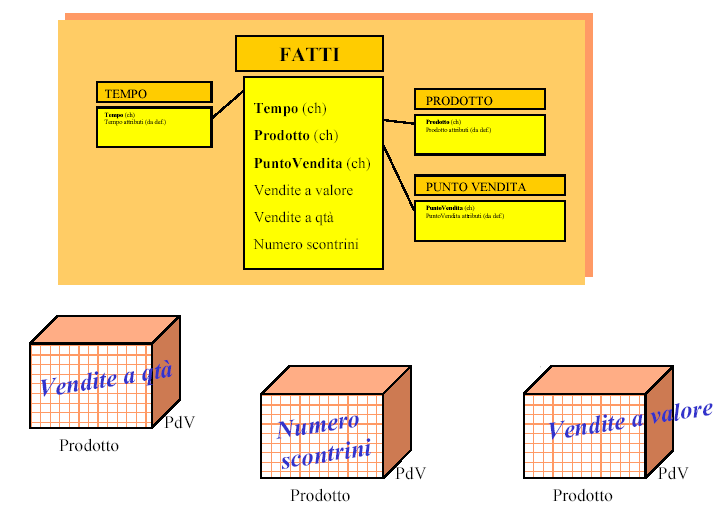 FATTI
TEMPO
Tempo (ch)
Tempo attributi (da def.)
Tempo (ch)
Prodotto (ch)
PuntoVendita (ch)
Vendite a valore
Vendite a qtà
Numero scontrini
PRODOTTO
Prodotto (ch)
Prodotto attributi (da def.)
PUNTO VENDITA
PuntoVendita (ch)
PuntoVendita attributi (da def.)
Vendite a qtà
PdV
Prodotto
Numero
scontrini
PdV
Prodotto
Vendite a valore
PdV
Prodotto